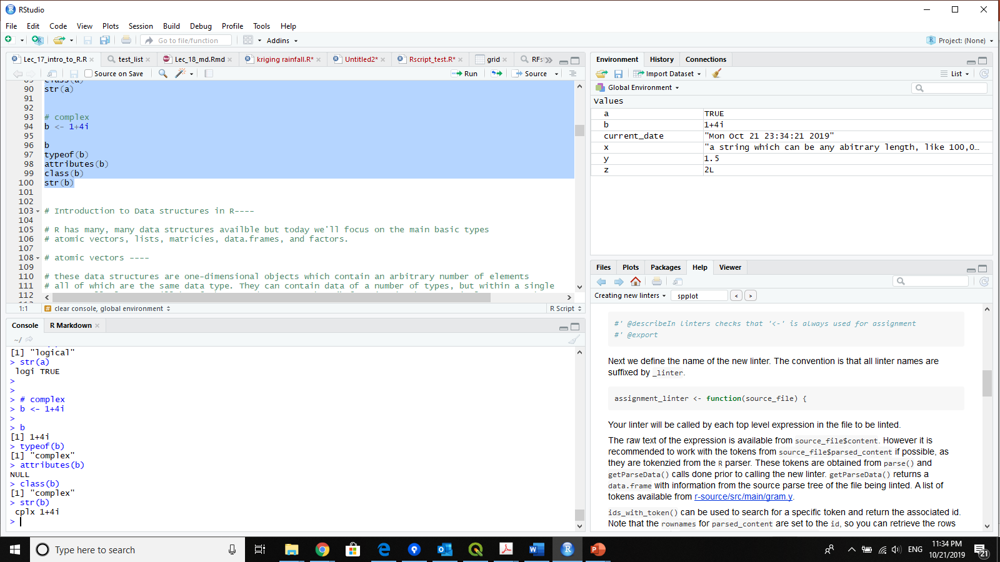 RStudio
File Edit Code View Plots Session Build Debug Profile Tools Help
Go to file/function Addins Project: (None)
Lec_17_intro_to_R.R test_list Lec_18_md.Rmd kriging rainfall.R* Untitled2* Rscript_test.R* grid RFs
Source on Save Run Source
89 class(a)
90 str(a)
91
92
93 # complex
94 b <- 1+4i
95
96 b
97 typeof(b)
98 attributes(b)
99 class(b)
100 str(b)
101
102
103 # Introduction to Data structures in R----
104
105 # R has many, many data structures availble but today we'll focus on the main basic types
106 # atomic vectors, lists, matricies, data.frames, and factors.
107
108 # atomic vectors ----
109
110 # these data structures are one-dimensional objects which contain an arbitrary number of elements
111 # all of which are the same data type. They can contain data of a number of types, but within a single
112
1:1 # clear console, global environment R Script
Console R Markdown
~/
[1] "logical"
> str(a)
logi TRUE
>
>
> # complex
> b <- 1+4i
>
> b
[1] 1+4i
> typeof(b)
[1] "complex"
> attributes(b)
NULL
> class(b)
[1] "complex"
> str(b)
cplx 1+4i
>
Environment History Connections
Import Dataset List
Global Environment
Values
a TRUE
b 1+4i
current_date "Mon Oct 21 23:34:21 2019"
x "a string which can be any abitrary length, like 100,0…
y 1.5
z 2L
Files Plots Packages Help Viewer
Creating new linters spplot < >
#' @describeIn linters checks that '<-' is always used for assignment
#' @export
Next we define the name of the new linter. The convention is that all linter names are
suffixed by _linter.
assignment_linter <- function(source_file) {
Your linter will be called by each top level expression in the file to be linted.
The raw text of the expression is available from source_file$content. However it is
recommended to work with the tokens from source_file$parsed_content if possible, as
they are tokenzied from the R parser. These tokens are obtained from parse() and
getParseData() calls done prior to calling the new linter. getParseData() returns a
data.frame with information from the source parse tree of the file being linted. A list of
tokens available from r-source/src/main/gram.y.
ids_with_token() can be used to search for a specific token and return the associated id.
Note that the rownames for parsed_content are set to the id, so you can retrieve the rows
Type here to search ENG 11:34 PM
10/21/2019 21